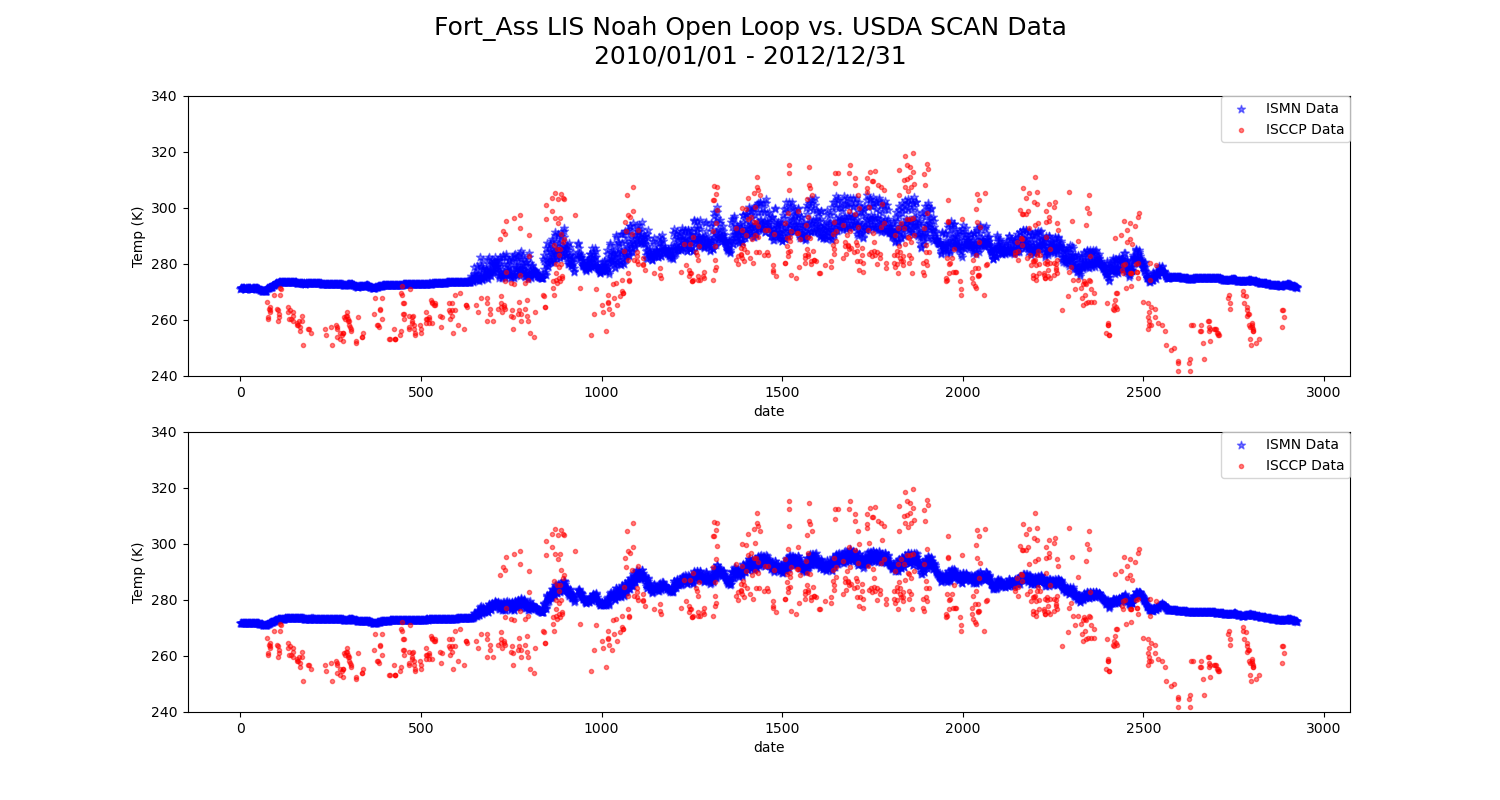 Fort_Ass LIS Noah Open Loop vs. USDA SCAN Data
2010/01/01 - 2012/12/31
340
320
300
280
260
240
Temp (K)
ISMN Data
ISCCP Data
0 500 1000 1500 2000 2500 3000
date
340
320
300
280
260
240
Temp (K)
ISMN Data
ISCCP Data
0 500 1000 1500 2000 2500 3000
date